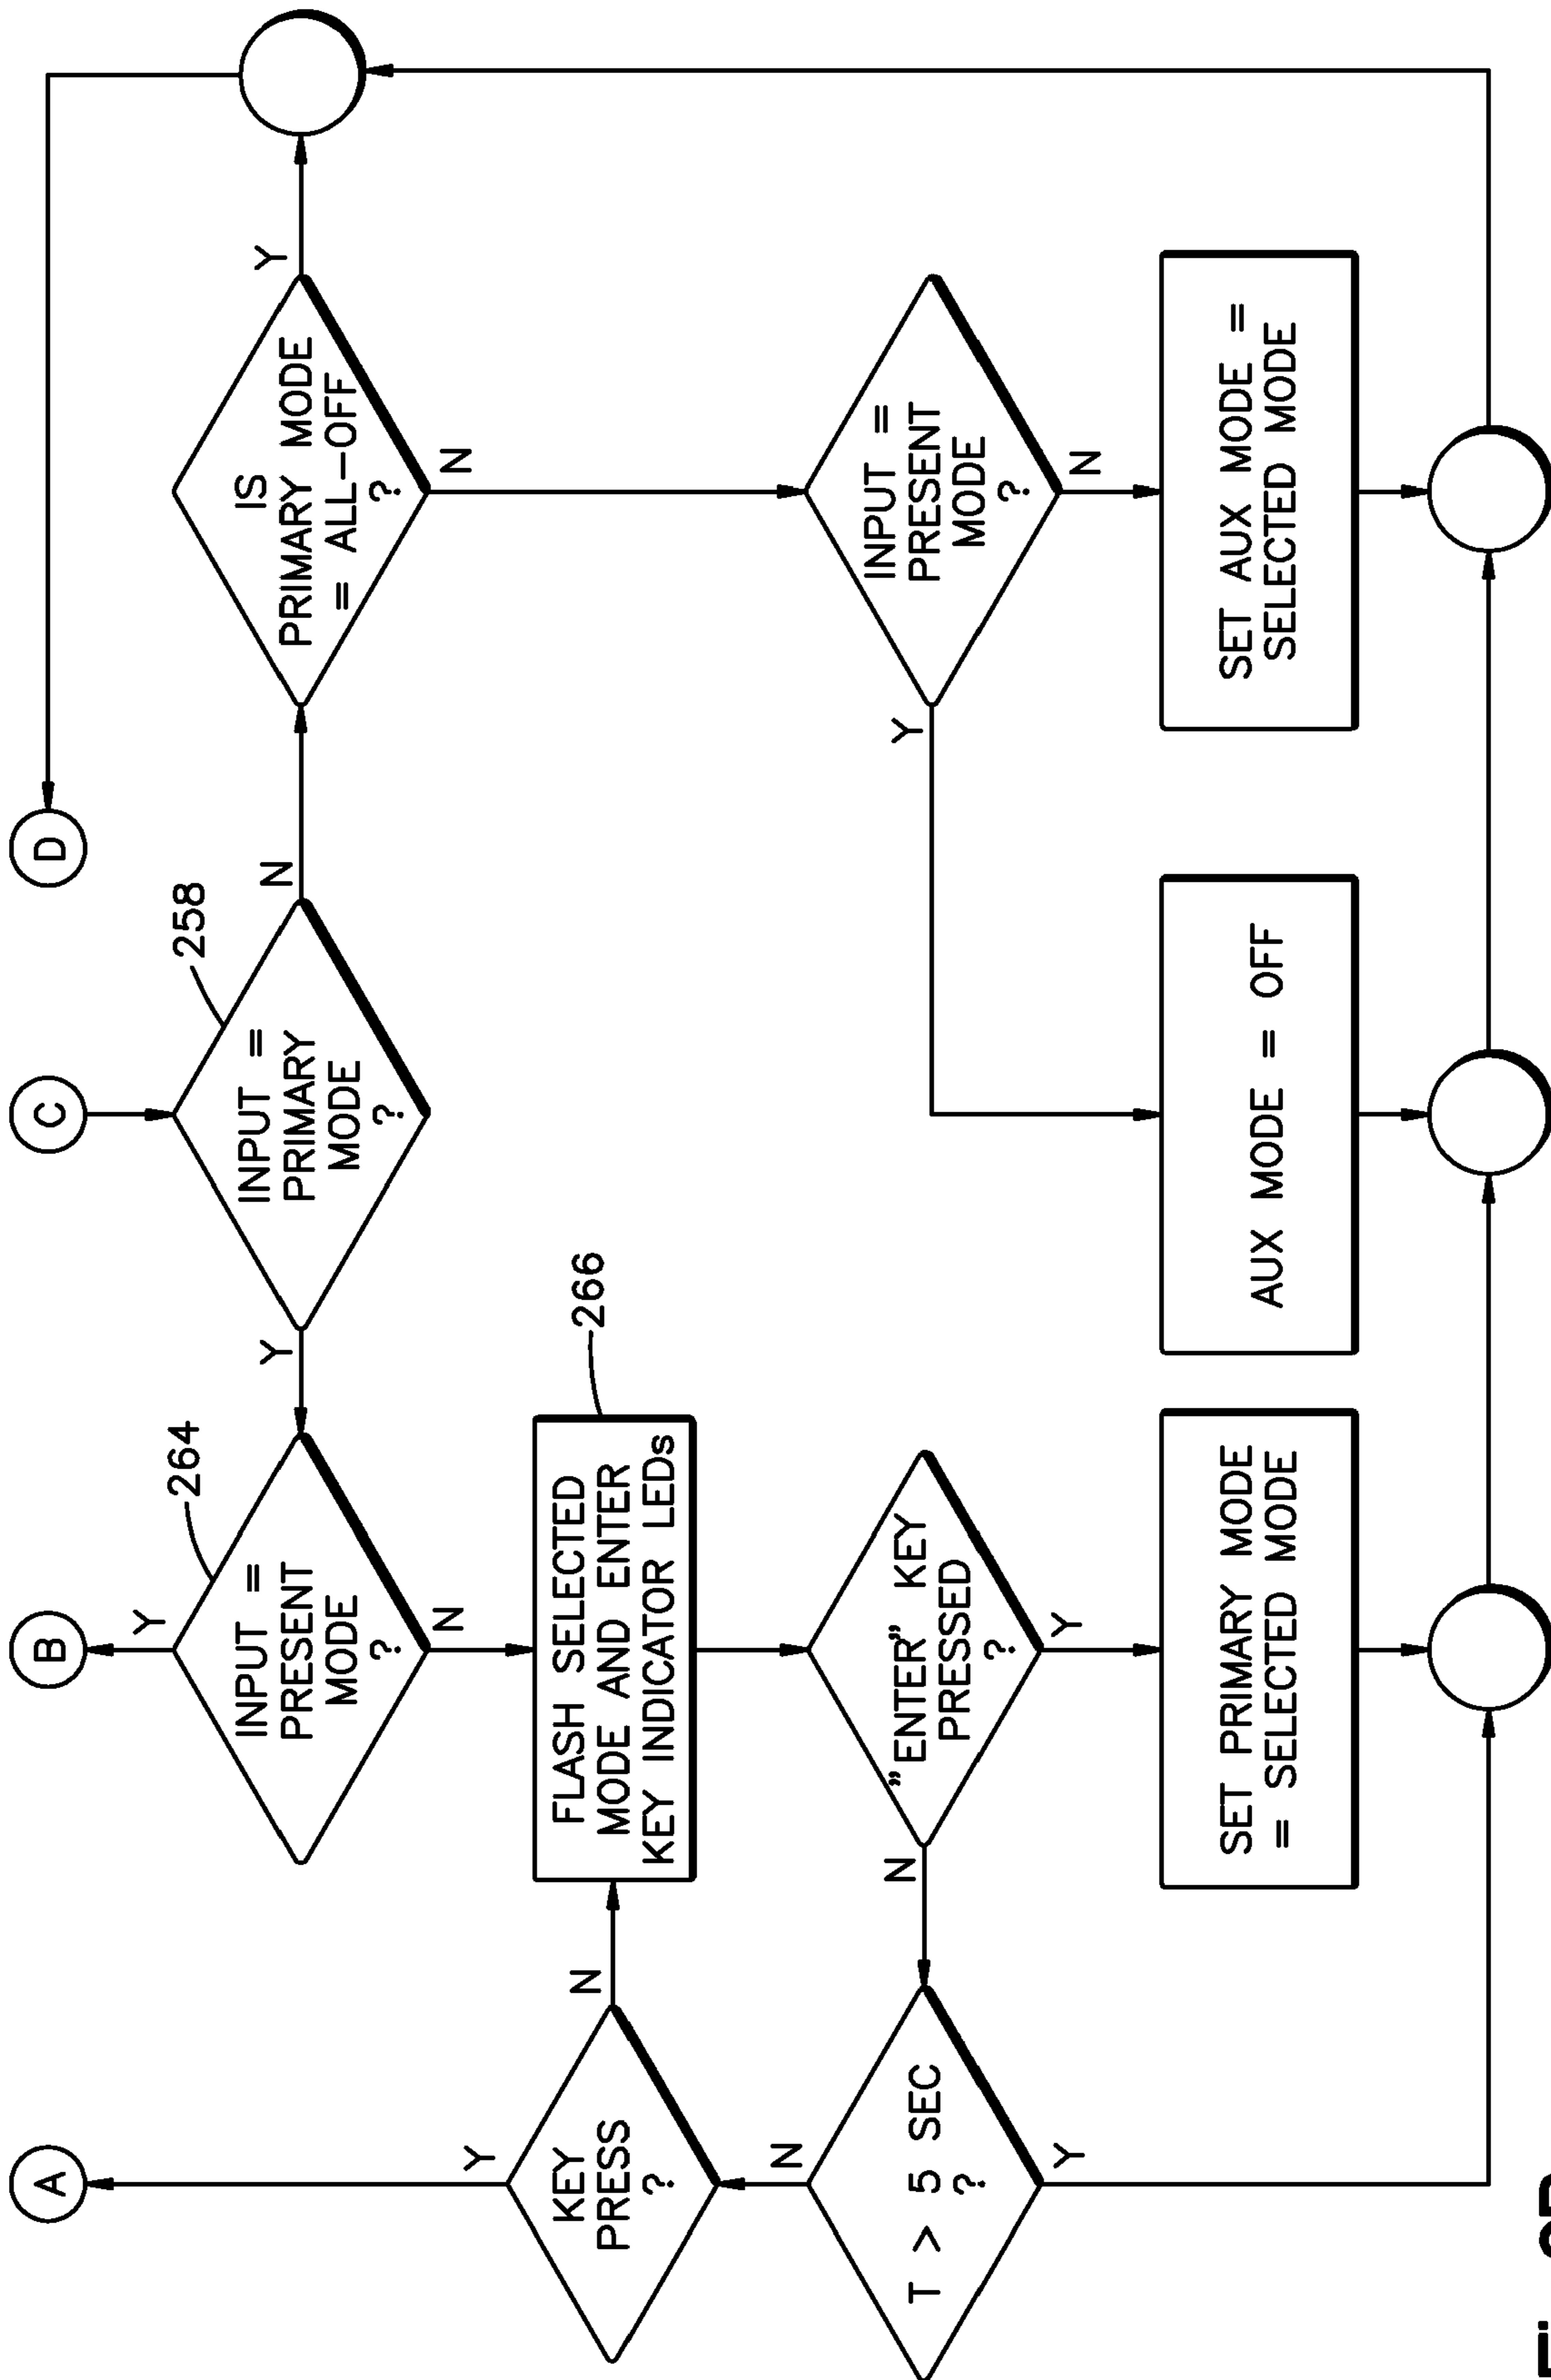 A
B
C
D
KEY
PRESS
?
Y
N
INPUT =
PRESENT
MODE
?
264
Y
N
INPUT =
PRIMARY
MODE
?
258
Y
N
IS
PRIMARY MODE
= ALL-OFF
?
Y
N
FLASH SELECTED
MODE AND ENTER
KEY INDICATOR LEDs
266
T > 5 SEC
?
N
Y
"ENTER" KEY
PRESSED
?
N
Y
INPUT =
PRESENT
MODE
?
Y
N
SET PRIMARY MODE
= SELECTED MODE
AUX MODE = OFF
SET AUX MODE =
SELECTED MODE